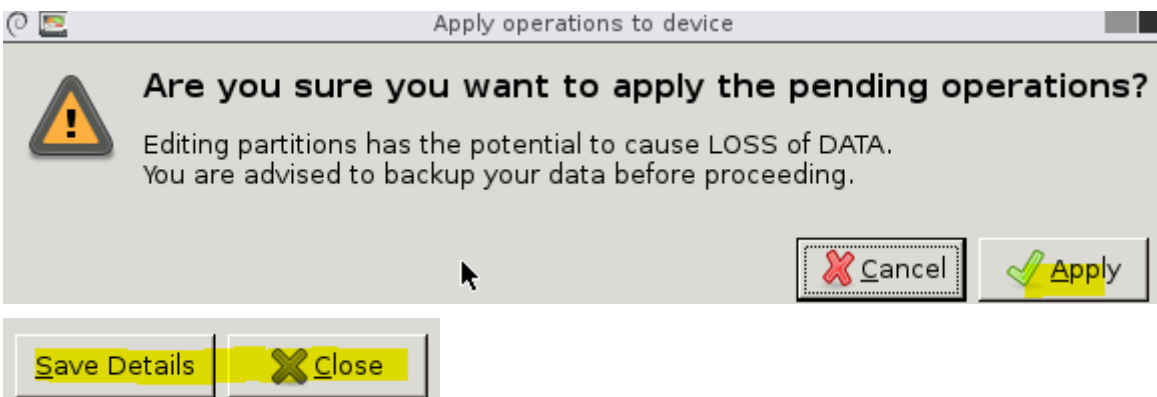 Apply operations to device
Are you sure you want to apply the pending operations?
Editing partitions has the potential to cause LOSS of DATA.
You are advised to backup your data before proceeding.
Cancel Apply
Save Details Close